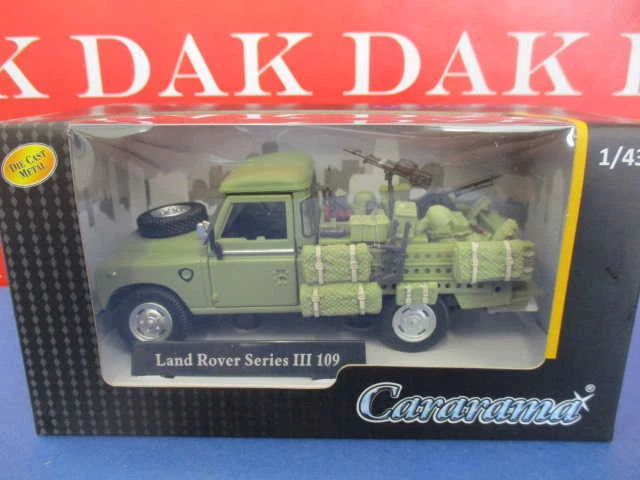 K DAK DAK D
DIE CAST
METAL
1/43
Land Rover Series III 109
Cararama®